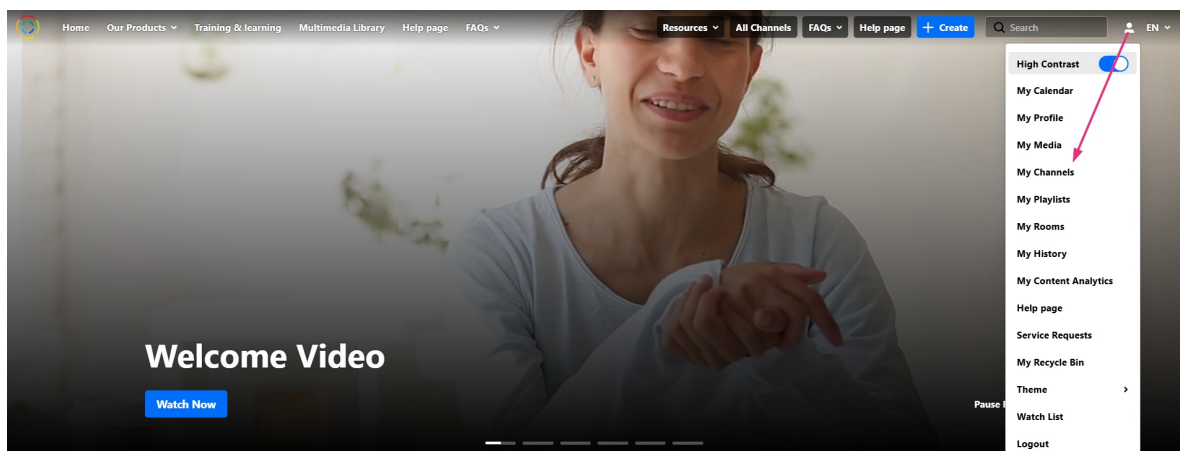 Home Our Products Training & learning Multimedia Library Help page FAQs Resources All Channels FAQs Help page + Create Search EN
High Contrast
My Calendar
My Profile
My Media
My Channels
My Playlists
My Rooms
My History
My Content Analytics
Help page
Service Requests
My Recycle Bin
Theme
Watch List
Logout
Welcome Video
Watch Now
Pause